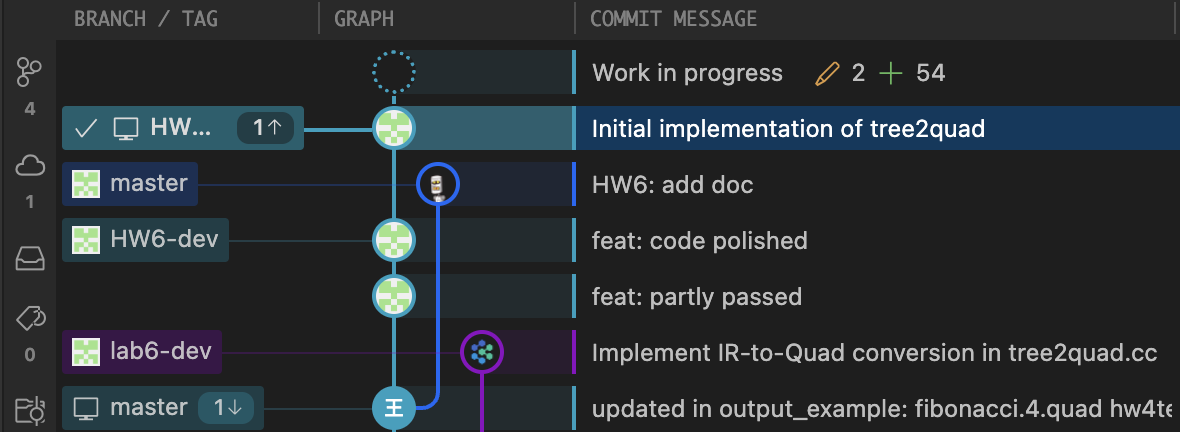 BRANCH / TAG GRAPH COMMIT MESSAGE
Work in progress 2 54
4
HW... 1↑ Initial implementation of tree2quad
master HW6: add doc
1
HW6-dev feat: code polished
feat: partly passed
0
lab6-dev Implement IR-to-Quad conversion in tree2quad.cc
master 1↓ 王 updated in output_example: fibonacci.4.quad hw4te